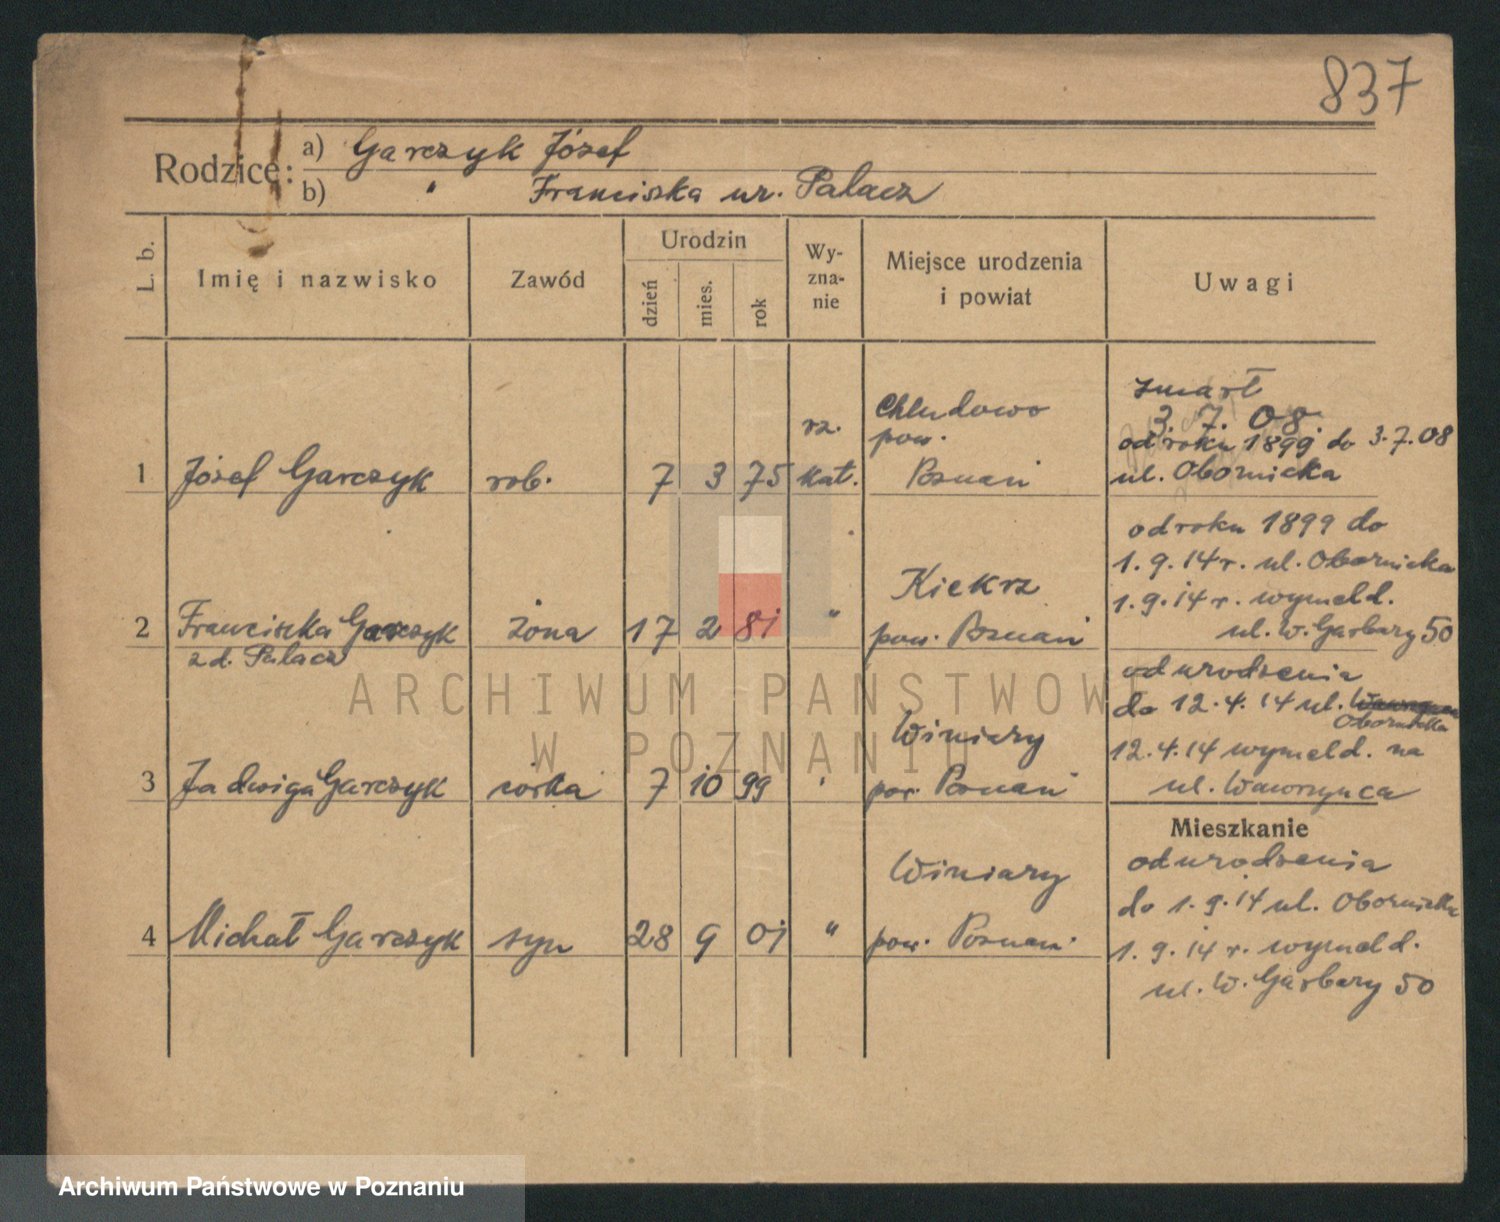 837
Rodzice: a) Garczyk Józef
b) " Franciszka ur. Palacz
L. b.
Imię i nazwisko
Zawód
Urodzin
dzień
mies.
rok
Wy-
zna-
nie
Miejsce urodzenia
i powiat
Uwagi
1 Józef Garczyk rob. 7 3 75 rz. kat.
Chludowo
pow.
Poznań
zmarł
3. 7. 08.
od roku 1899 do 3.7.08
ul. Obornicka
2 Franciszka Garczyk żona 17 2 81 "
z d. Palacz
Kiekrz
pow. Poznań
od roku 1899 do
1.9.14 r. ul. Obornicka
1.9.14 r. wymeld.
ul. W. Garbary 50
3 Jadwiga Garczyk córka 7 10 99 "
Winiary
pow. Poznań
od urodzenia
do 12.4.14 ul. Wawrzyńca
Obornicka
12.4.14 wymeld. na
ul. Wawrzyńca
Mieszkanie
4 Michał Garczyk syn 28 9 01 "
Winiary
pow. Poznań
od urodzenia
do 1.9.14 ul. Obornicka
1.9.14 r. wymeld.
ul. W. Garbary 50
ARCHIWUM PAŃSTWOWE
W POZNANIU
Archiwum Państwowe w Poznaniu